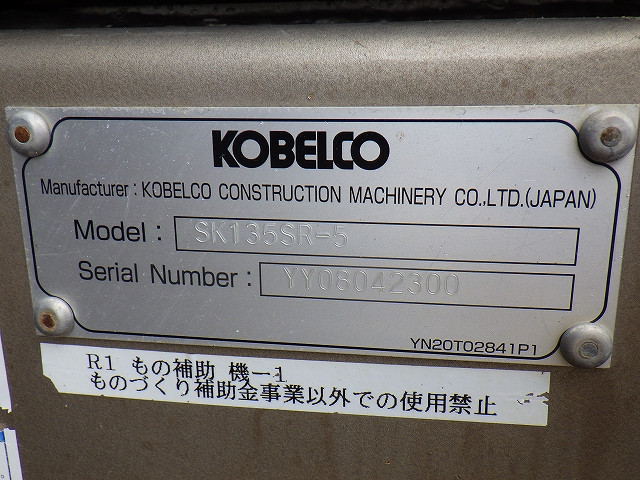 KOBELCO
Manufacturer : KOBELCO CONSTRUCTION MACHINERY CO.,LTD.(JAPAN)
Model : SK135SR-5
Serial Number : YY08042300
YN20T02841P1
R1 もの補助 機ー1
ものづくり補助金事業以外での使用禁止